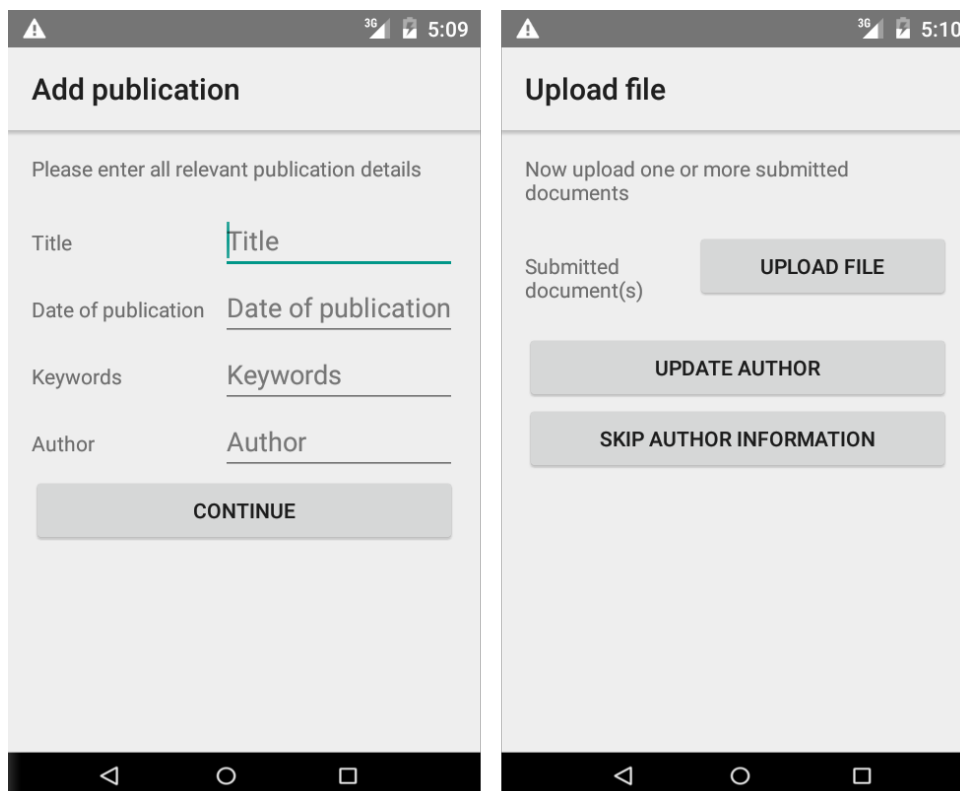 3G 5:09
Add publication
Please enter all relevant publication details
Title Title
Date of publication Date of publication
Keywords Keywords
Author Author
CONTINUE
3G 5:10
Upload file
Now upload one or more submitted
documents
Submitted
document(s)
UPLOAD FILE
UPDATE AUTHOR
SKIP AUTHOR INFORMATION